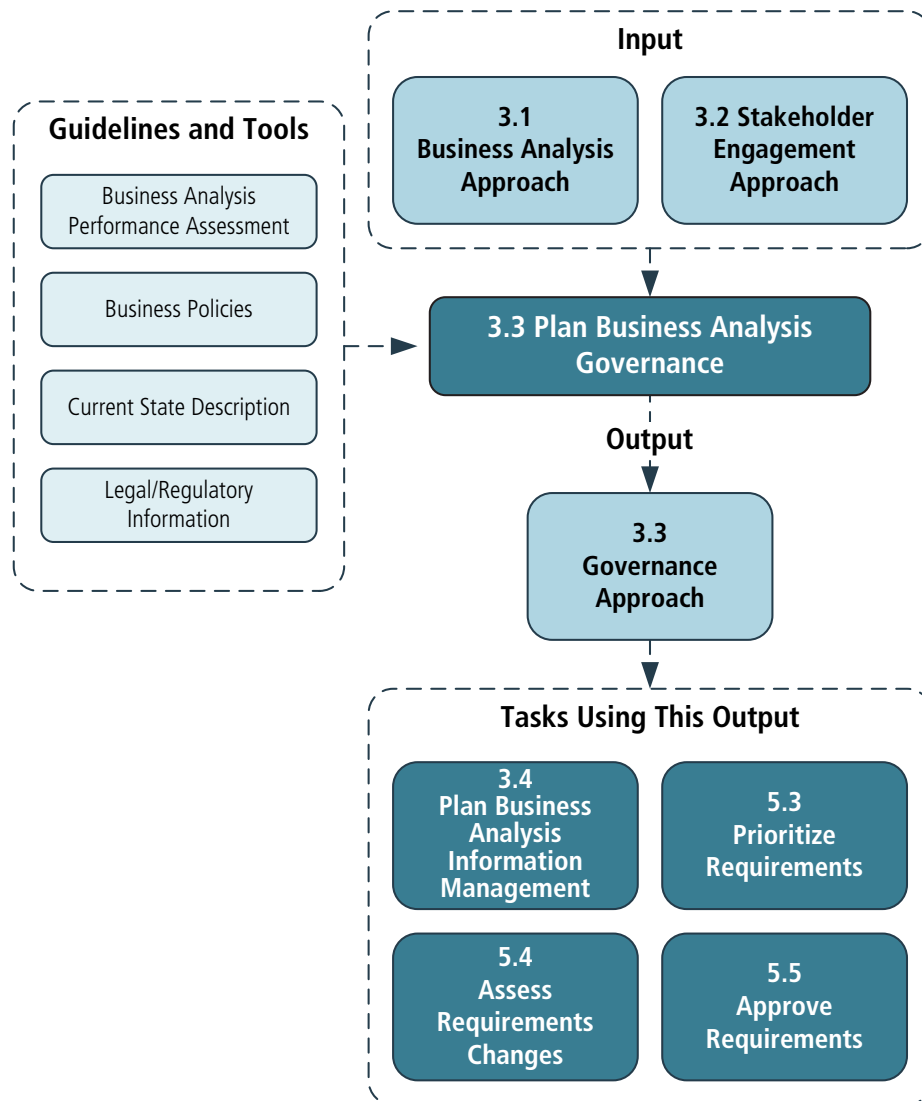 Input
3.1
Business Analysis
Approach
3.2 Stakeholder
Engagement
Approach
Guidelines and Tools
Business Analysis
Performance Assessment
Business Policies
Current State Description
Legal/Regulatory
Information
3.3 Plan Business Analysis
Governance
Output
3.3
Governance
Approach
Tasks Using This Output
3.4
Plan Business
Analysis
Information
Management
5.3
Prioritize
Requirements
5.4
Assess
Requirements
Changes
5.5
Approve
Requirements